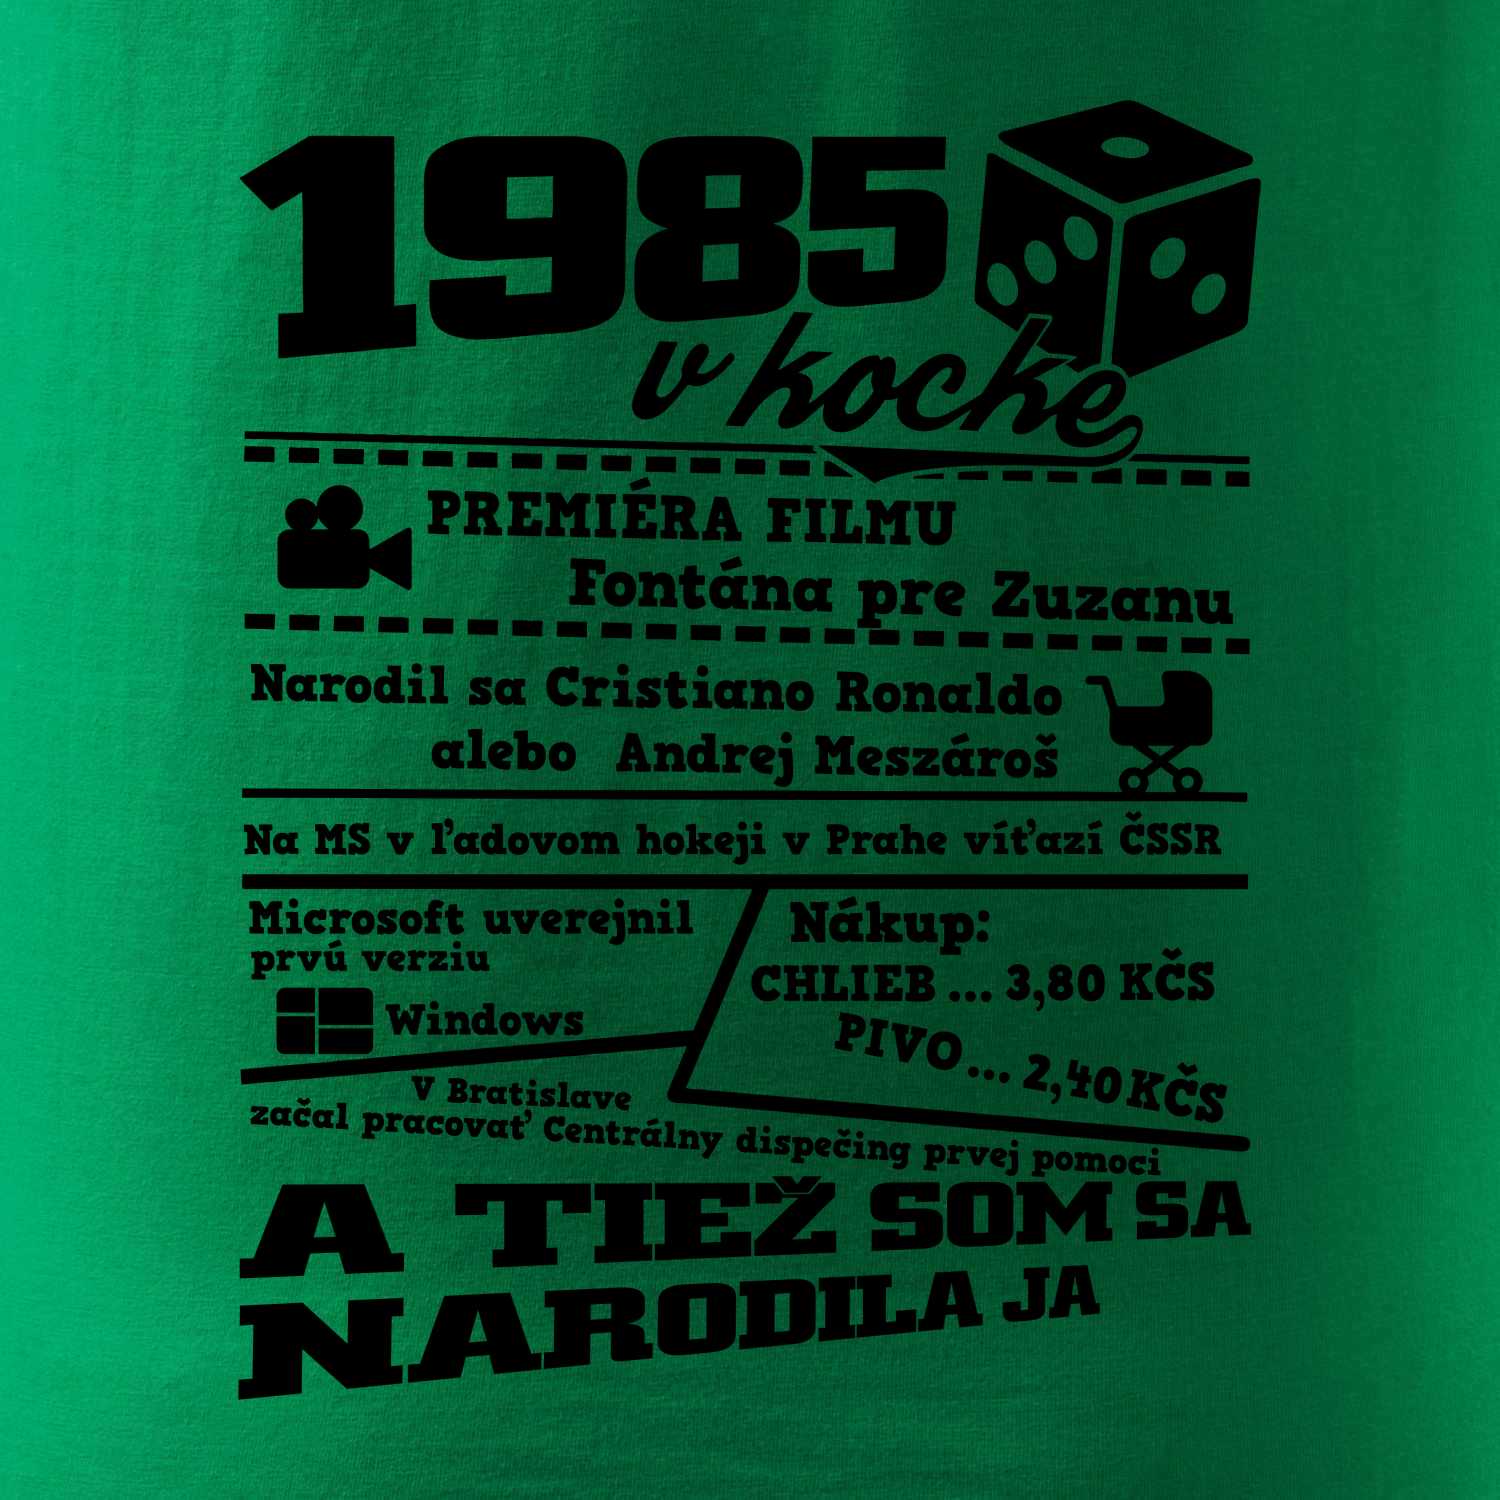 1985
v kocke
PREMIÉRA FILMU
Fontána pre Zuzanu
Narodil sa Cristiano Ronaldo
alebo Andrej Meszároš
Na MS v ľadovom hokeji v Prahe víťazí ČSSR
Microsoft uverejnil
prvú verziu
Windows
Nákup:
CHLIEB ... 3,80 KČS
PIVO ... 2,40 KČS
V Bratislave
začal pracovať Centrálny dispečing prvej pomoci
A TIEŽ SOM SA
NARODILA JA